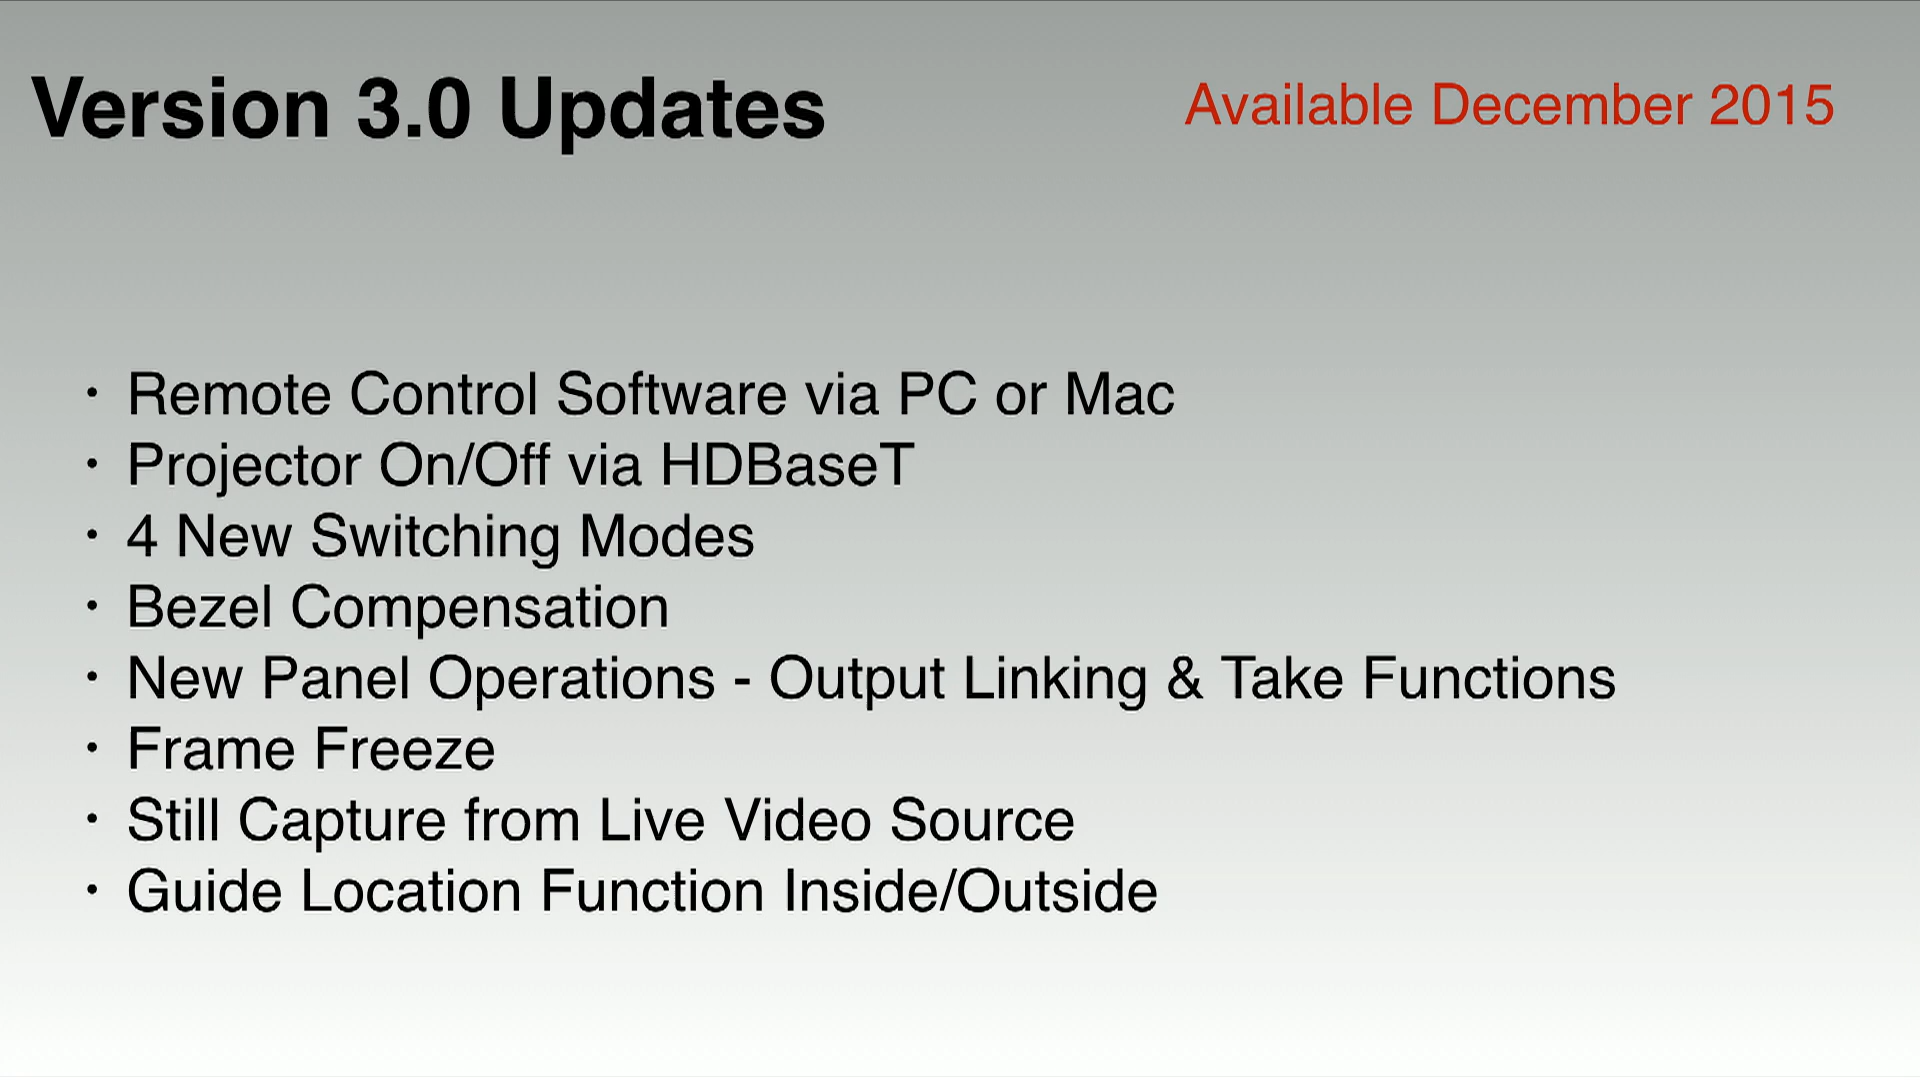 Version 3.0 Updates
Available December 2015
• Remote Control Software via PC or Mac
• Projector On/Off via HDBaseT
• 4 New Switching Modes
• Bezel Compensation
• New Panel Operations - Output Linking & Take Functions
• Frame Freeze
• Still Capture from Live Video Source
• Guide Location Function Inside/Outside